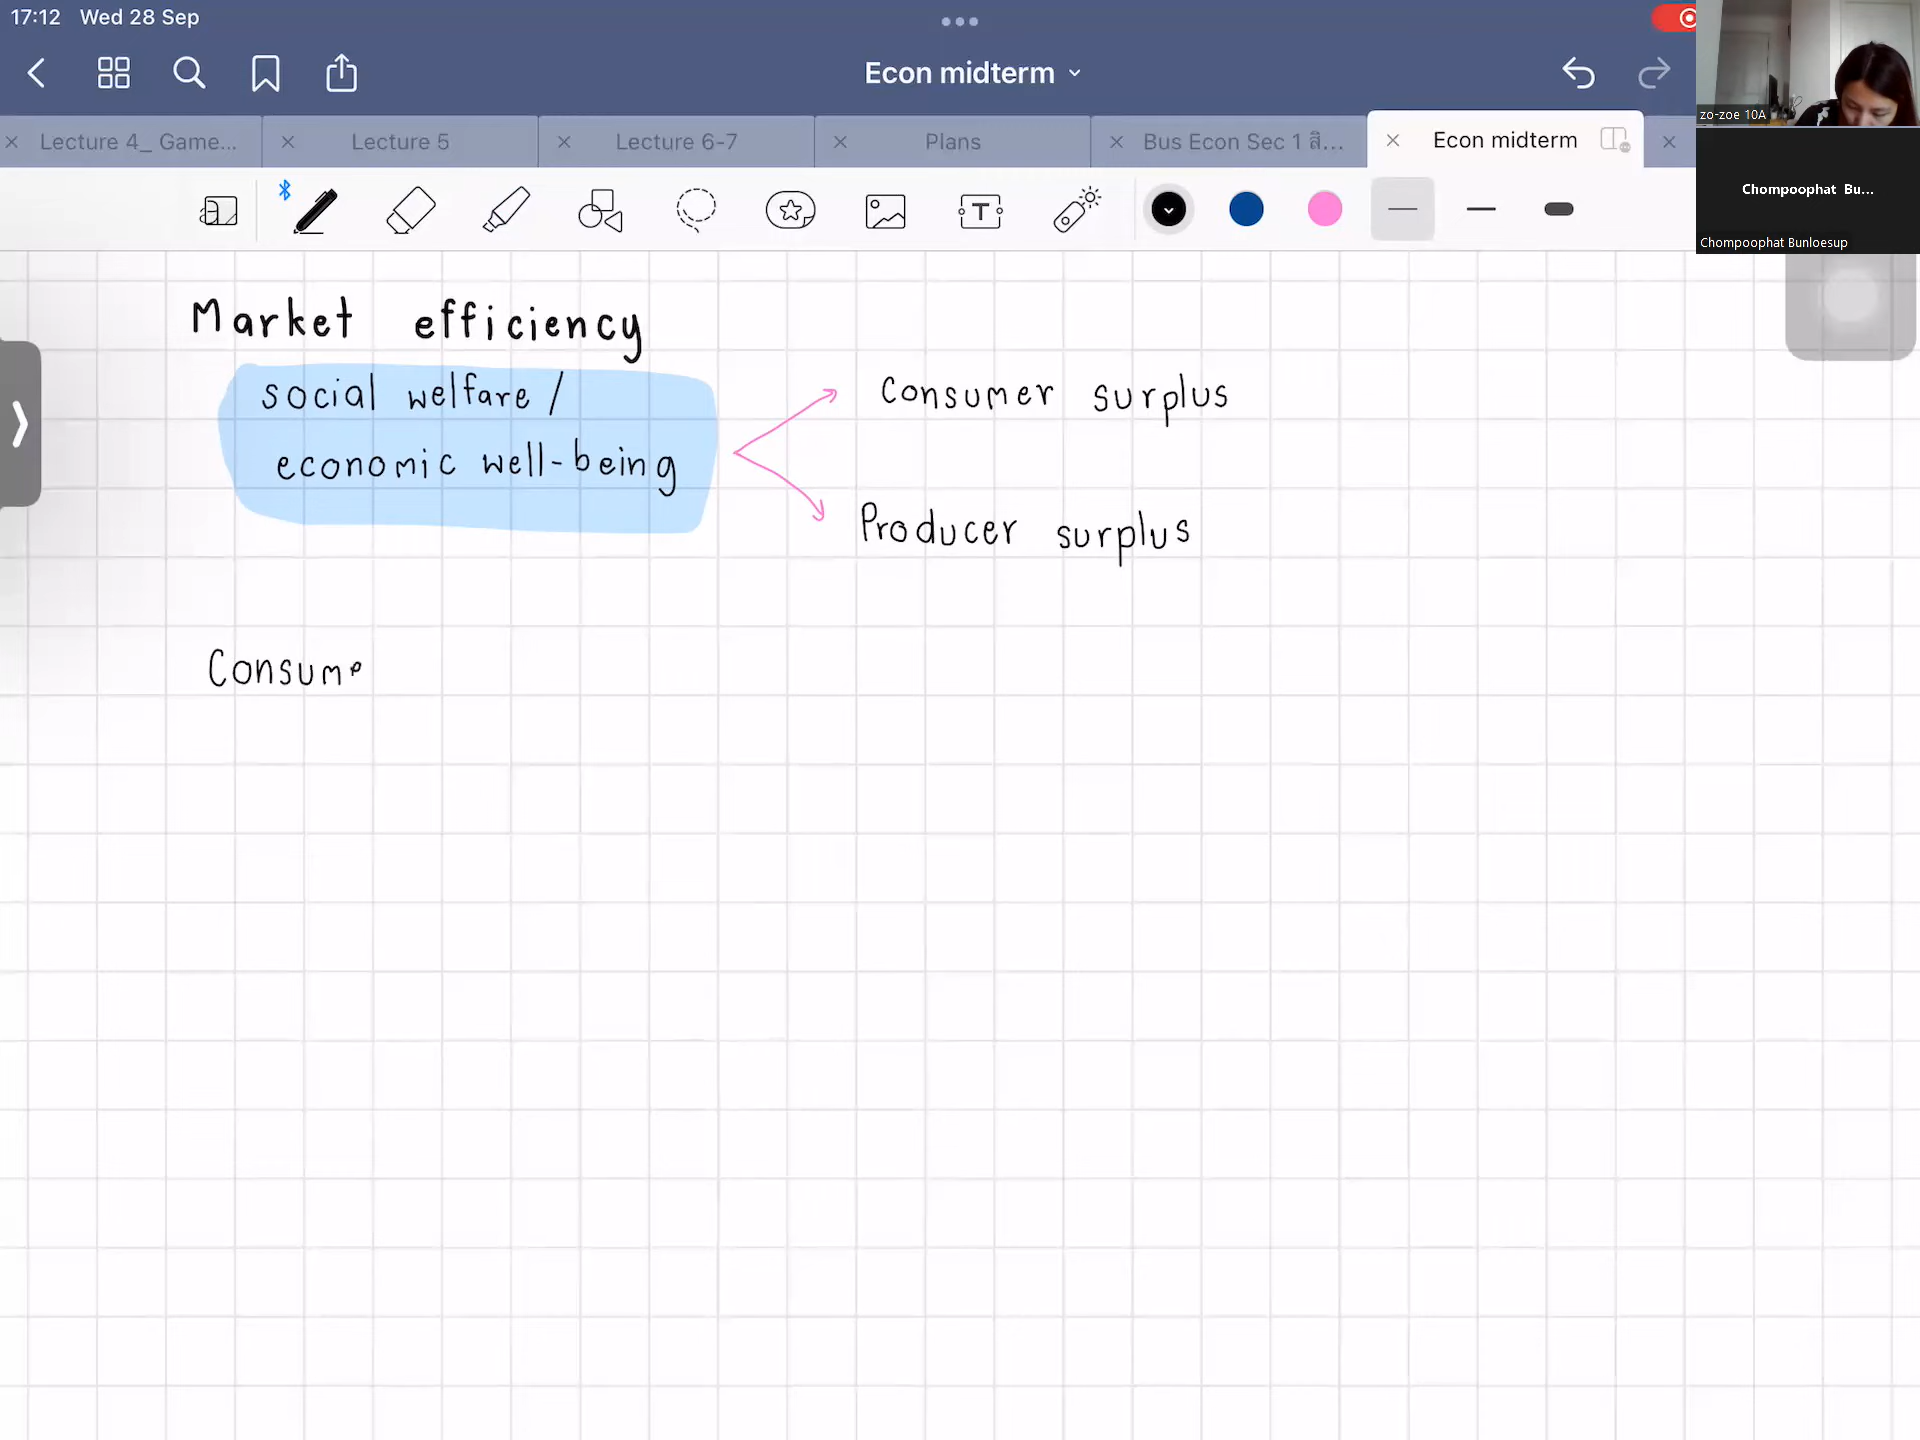 17:12 Wed 28 Sep
Econ midterm
Lecture 4_ Game...
Lecture 5
Lecture 6-7
Plans
Bus Econ Sec 1 สิ...
Econ midterm
zo-zoe 10A
Chompoophat Bu...
Chompoophat Bunloesup
Market efficiency
social welfare /
economic well-being
Consumer surplus
Producer surplus
Consume